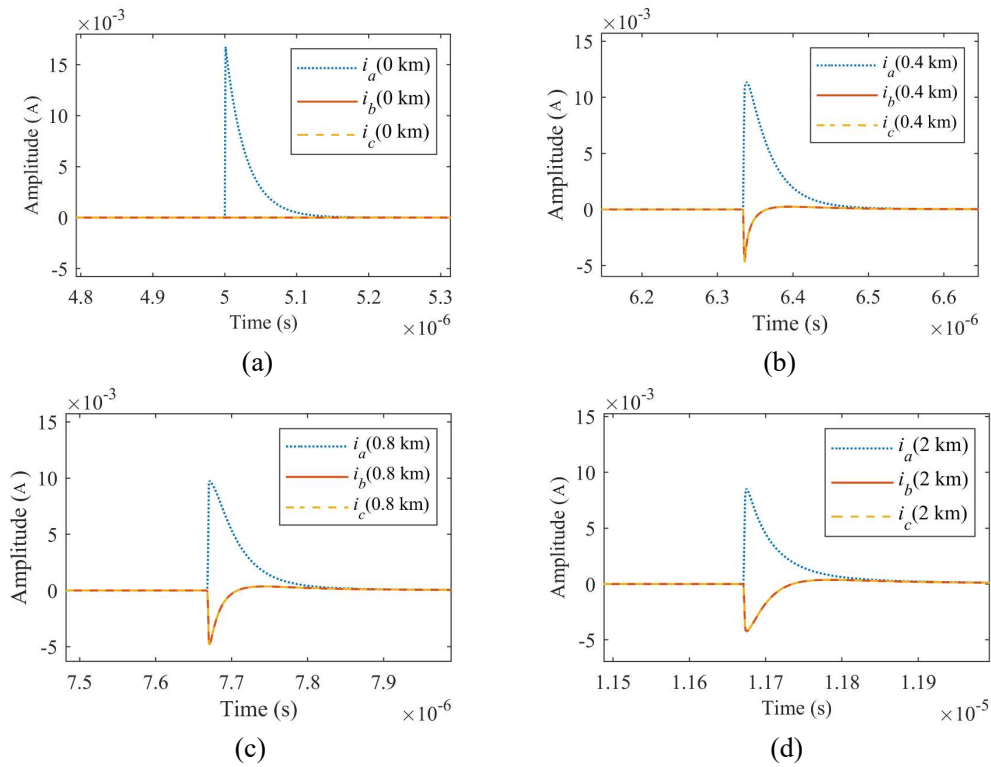 ×10⁻³
15
10
5
0
-5
Amplitude (A)
i_a(0 km)
i_b(0 km)
i_c(0 km)
4.8 4.9 5 5.1 5.2 5.3
Time (s)
×10⁻⁶
(a)
×10⁻³
15
10
5
0
-5
Amplitude (A)
i_a(0.4 km)
i_b(0.4 km)
i_c(0.4 km)
6.2 6.3 6.4 6.5 6.6
Time (s)
×10⁻⁶
(b)
×10⁻³
15
10
5
0
-5
Amplitude (A)
i_a(0.8 km)
i_b(0.8 km)
i_c(0.8 km)
7.5 7.6 7.7 7.8 7.9
Time (s)
×10⁻⁶
(c)
×10⁻³
15
10
5
0
-5
Amplitude (A)
i_a(2 km)
i_b(2 km)
i_c(2 km)
1.15 1.16 1.17 1.18 1.19
Time (s)
×10⁻⁵
(d)